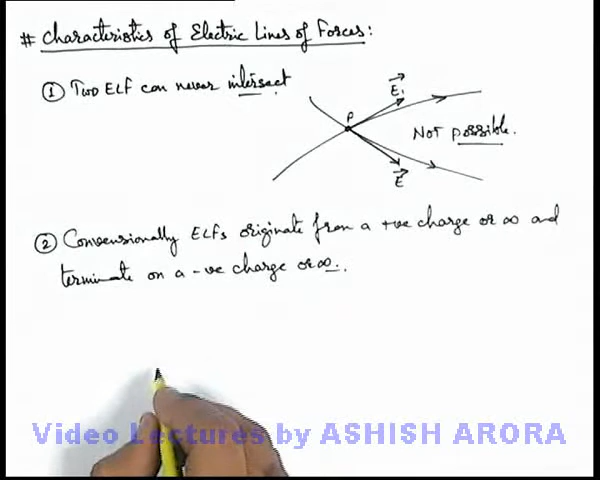 # Characteristics of Electric Lines of Forces:
① Two ELF can never intersect
P
E₁
Not possible.
E
② Convensionally ELFs originate from a +ve charge or ∞ and
terminate on a -ve charge or ∞.
Video Lectures by ASHISH ARORA